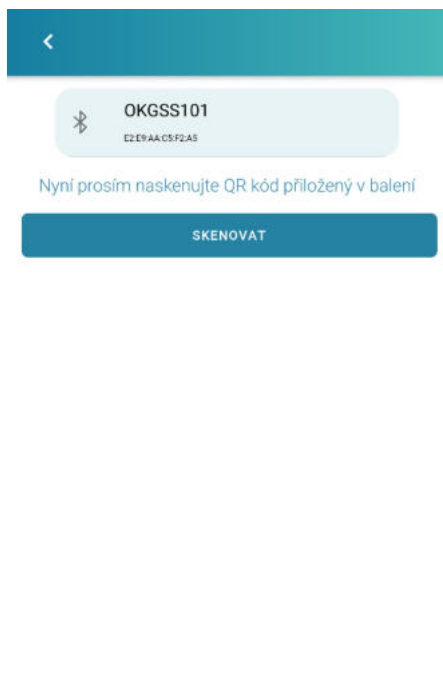 OKGSS101
E2:E9:AA:C5:F2:A5
Nyní prosím naskenujte QR kód přiložený v balení
SKENOVAT